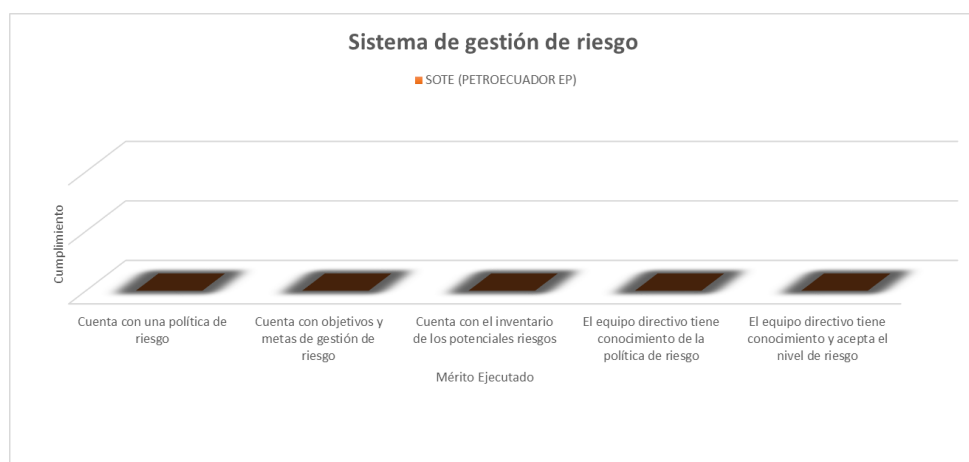 Sistema de gestión de riesgo
SOTE (PETROECUADOR EP)
Cumplimiento
Cuenta con una política de
riesgo
Cuenta con objetivos y
metas de gestión de
riesgo
Cuenta con el inventario
de los potenciales riesgos
El equipo directivo tiene
conocimiento de la
política de riesgo
El equipo directivo tiene
conocimiento y acepta el
nivel de riesgo
Mérito Ejecutado